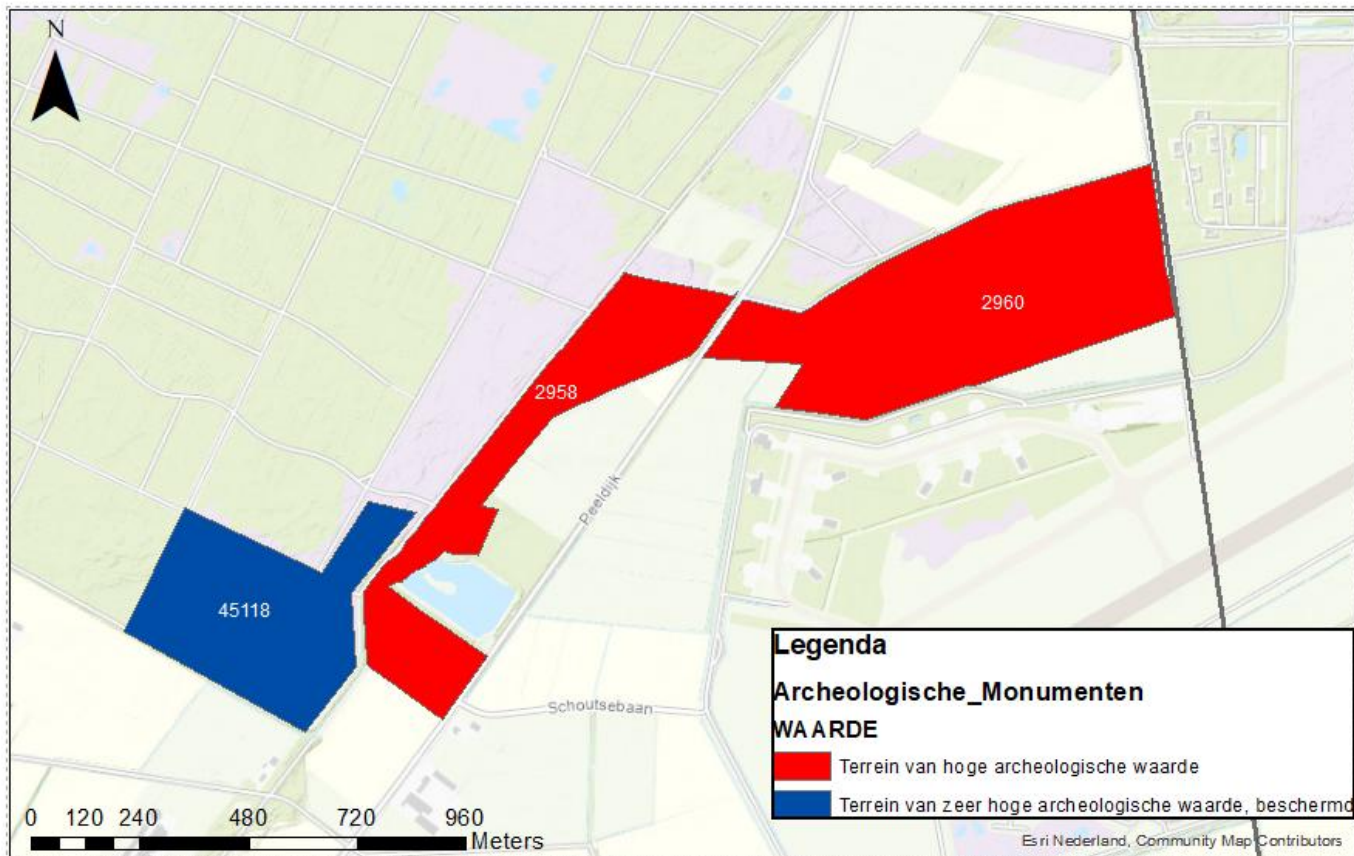 N
2960
2958
Peeldijk
45118
Schoutsebaan
Legenda
Archeologische_Monumenten
WAARDE
Terrein van hoge archeologische waarde
Terrein van zeer hoge archeologische waarde, beschermd
0 120 240 480 720 960
Meters
Esri Nederland, Community Map Contributors